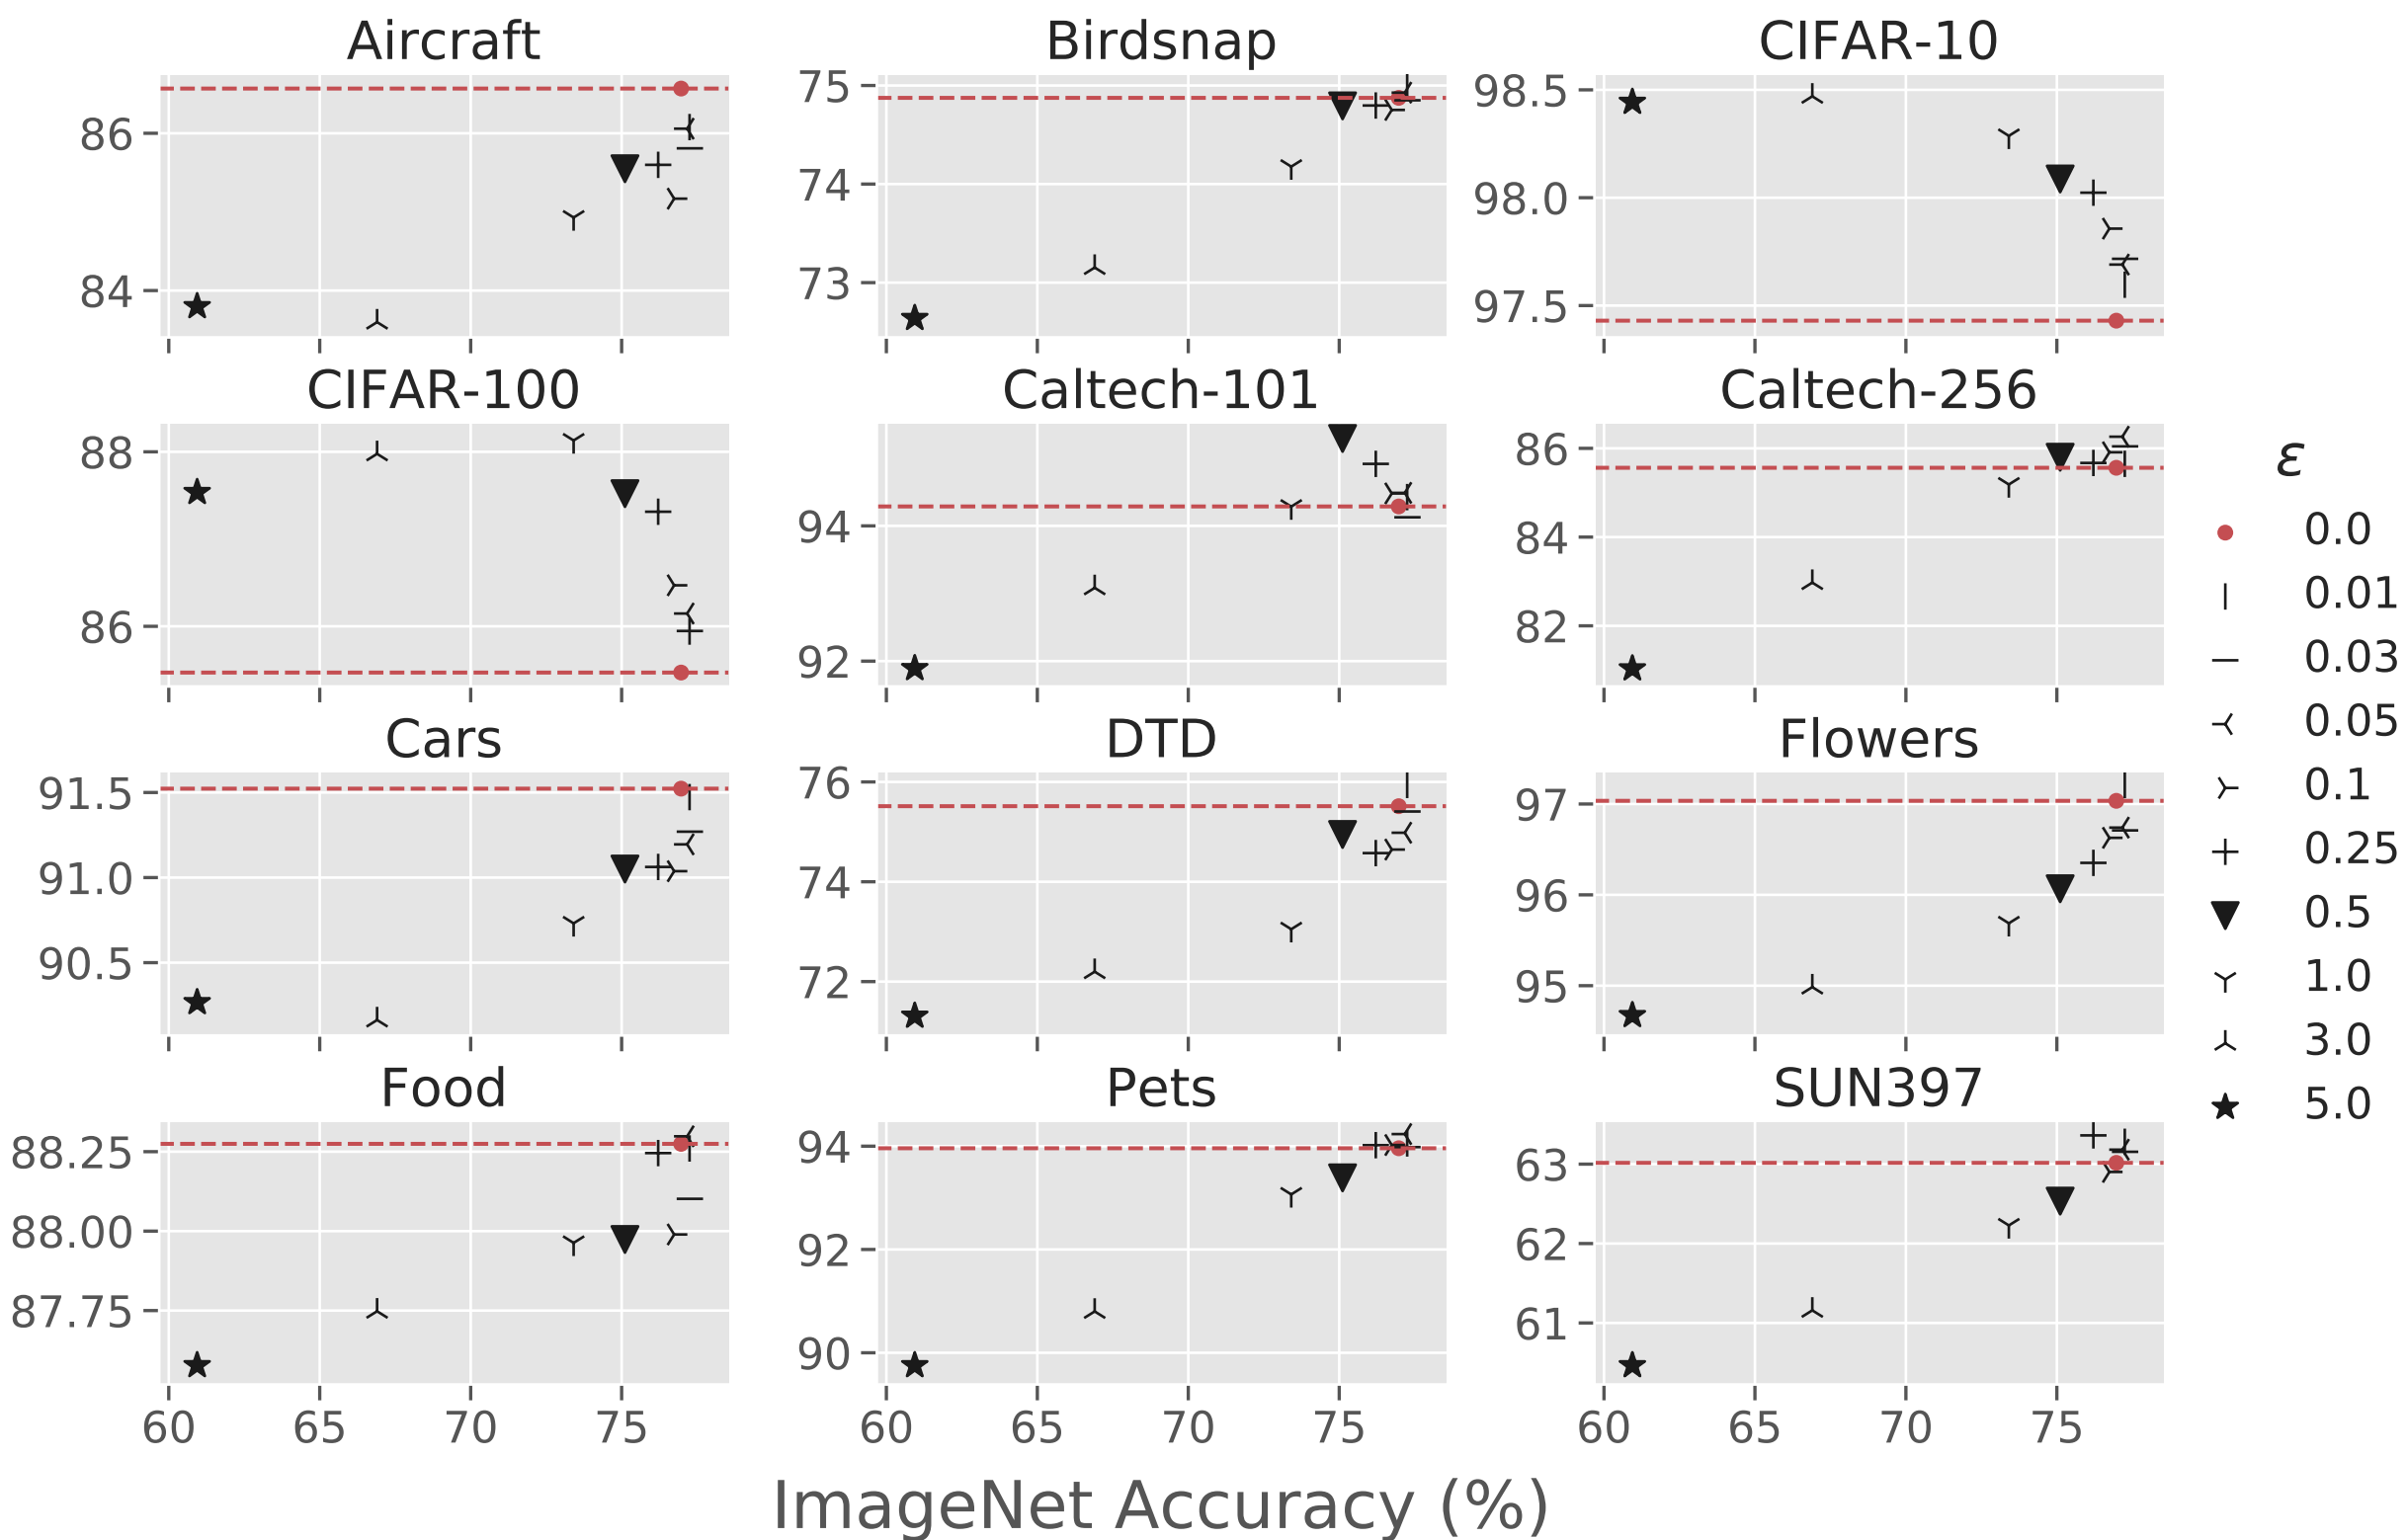 Aircraft
Birdsnap
CIFAR-10
86
84
75
74
73
98.5
98.0
97.5
CIFAR-100
Caltech-101
Caltech-256
88
86
94
92
86
84
82
Cars
DTD
Flowers
91.5
91.0
90.5
76
74
72
97
96
95
Food
Pets
SUN397
88.25
88.00
87.75
94
92
90
63
62
61
60 65 70 75
60 65 70 75
60 65 70 75
ImageNet Accuracy (%)
ε
0.0
0.01
0.03
0.05
0.1
0.25
0.5
1.0
3.0
5.0